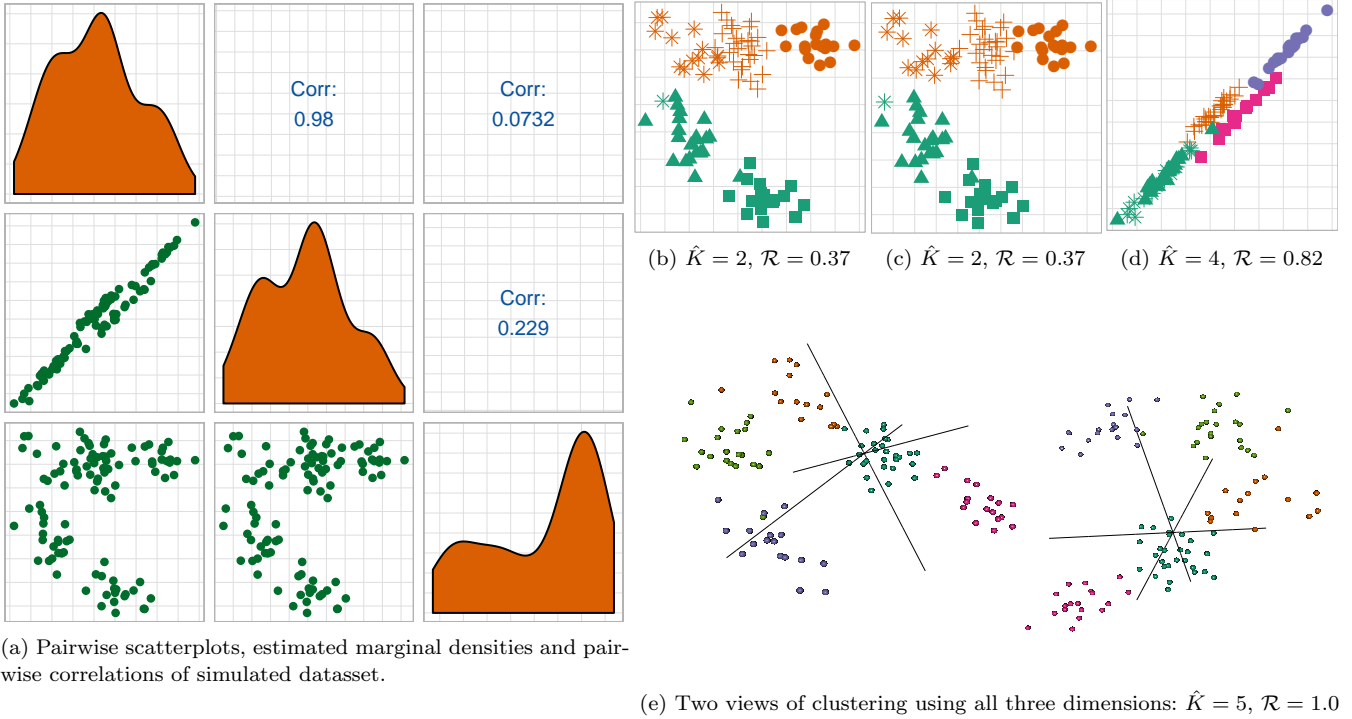 Corr:
0.98
Corr:
0.0732
Corr:
0.229
(a) Pairwise scatterplots, estimated marginal densities and pair-
wise correlations of simulated datasset.
(b) K̂ = 2, ℛ = 0.37
(c) K̂ = 2, ℛ = 0.37
(d) K̂ = 4, ℛ = 0.82
(e) Two views of clustering using all three dimensions: K̂ = 5, ℛ = 1.0